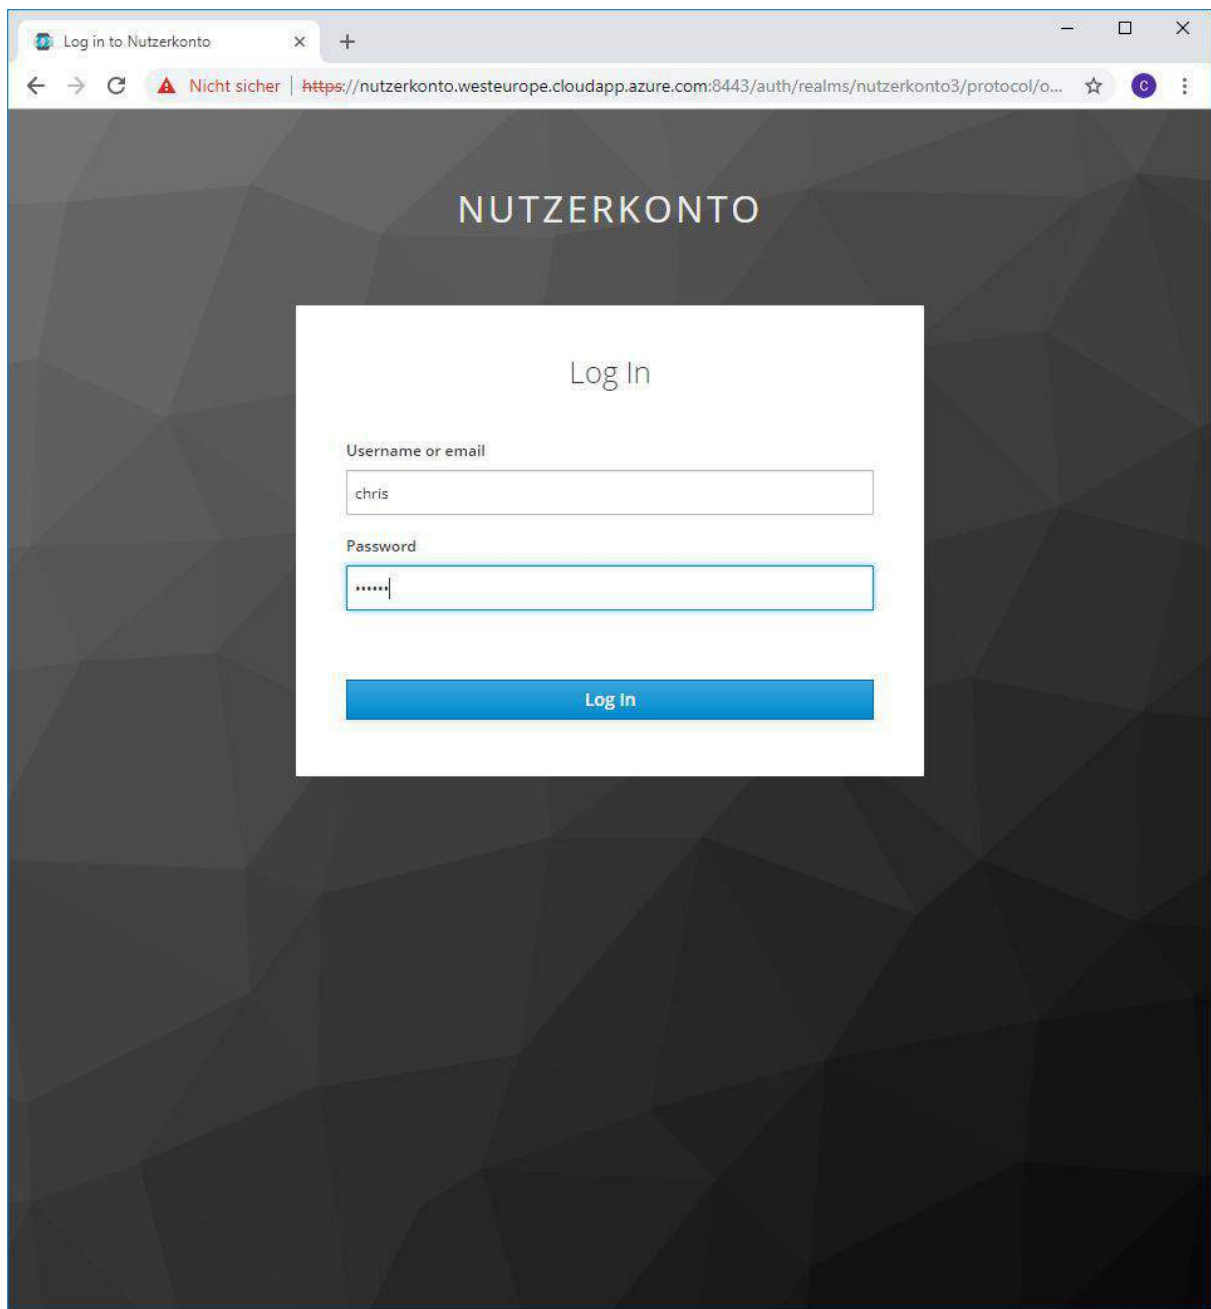 Log in to Nutzerkonto
Nicht sicher | https://nutzerkonto.westeurope.cloudapp.azure.com:8443/auth/realms/nutzerkonto3/protocol/o... C
NUTZERKONTO
Log In
Username or email
chris
Password
••••••
Log In